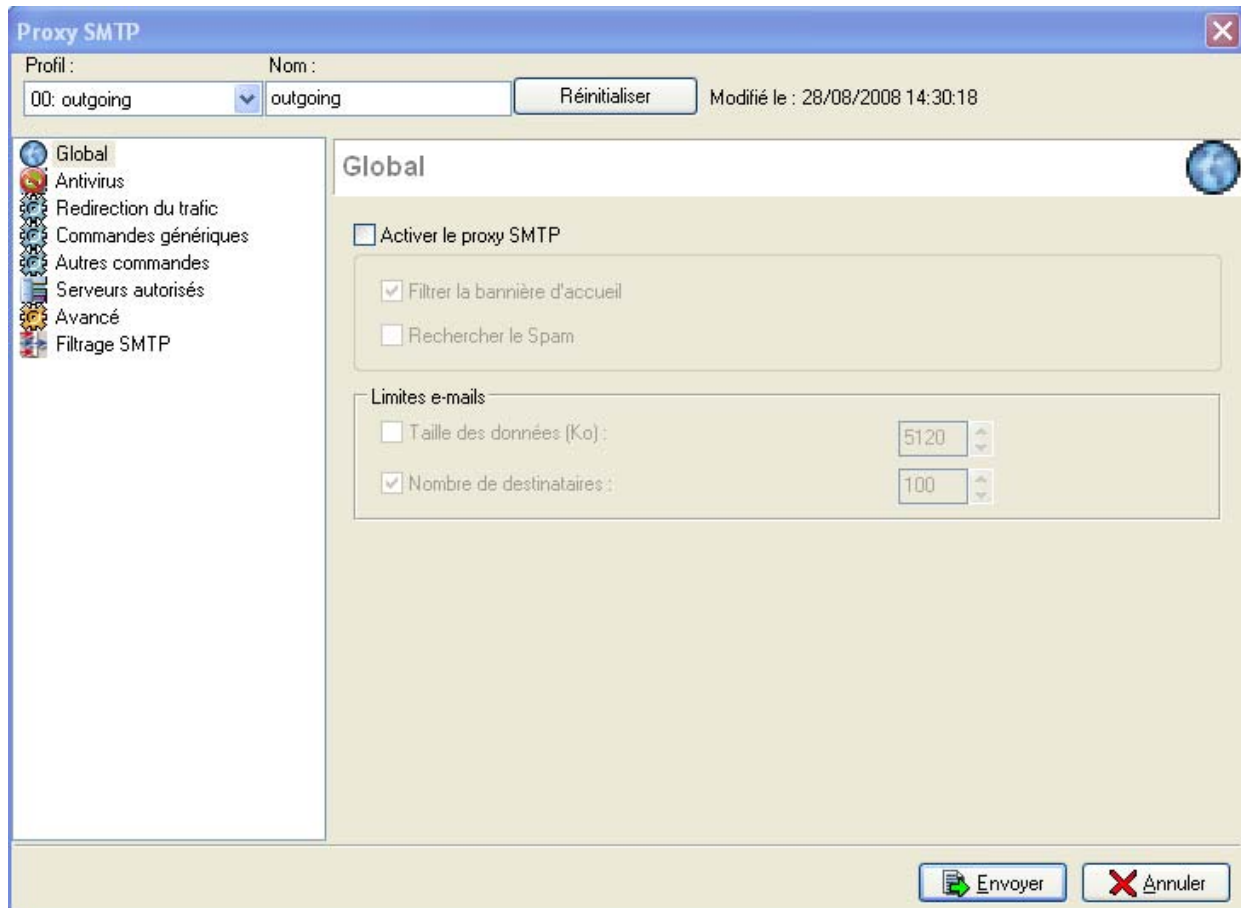 Proxy SMTP
Profil :
Nom :
00: outgoing
outgoing
Réinitialiser
Modifié le : 28/08/2008 14:30:18
Global
Antivirus
Redirection du trafic
Commandes génériques
Autres commandes
Serveurs autorisés
Avancé
Filtrage SMTP
Global
Activer le proxy SMTP
Filtrer la bannière d'accueil
Rechercher le Spam
Limites e-mails
Taille des données (Ko) :
5120
Nombre de destinataires :
100
Envoyer
Annuler